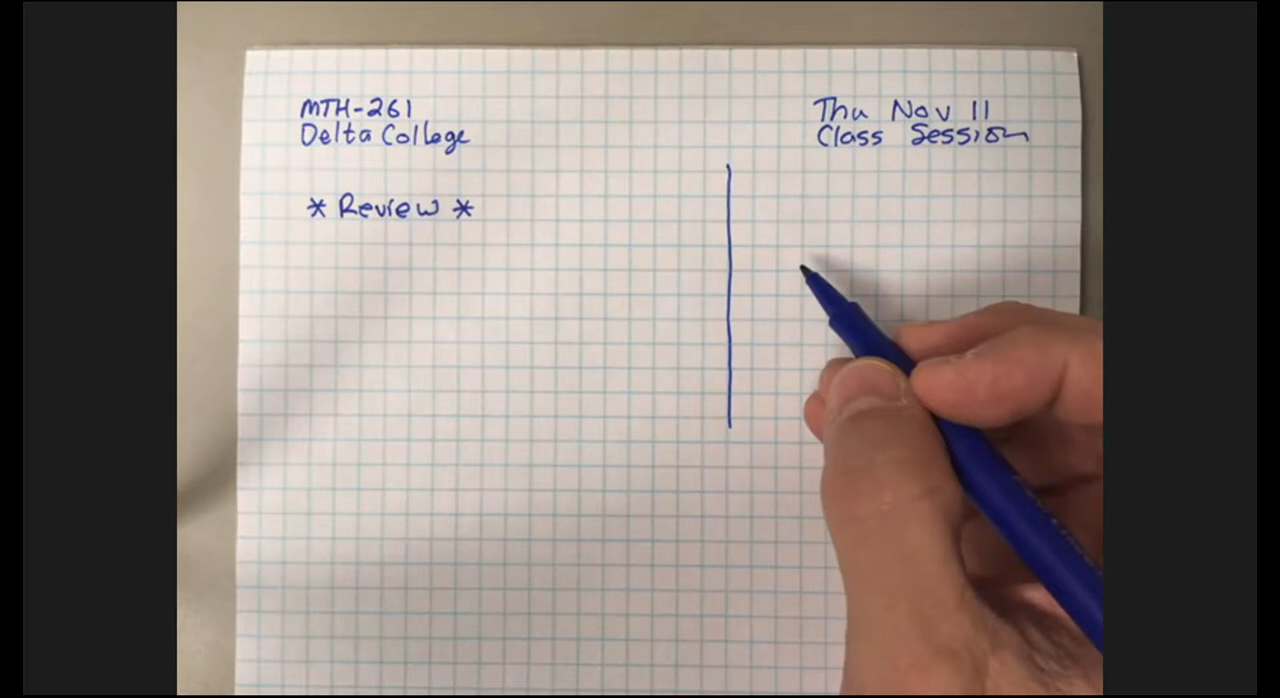 MTH-261
Delta College
Thu Nov 11
Class Session
* Review *